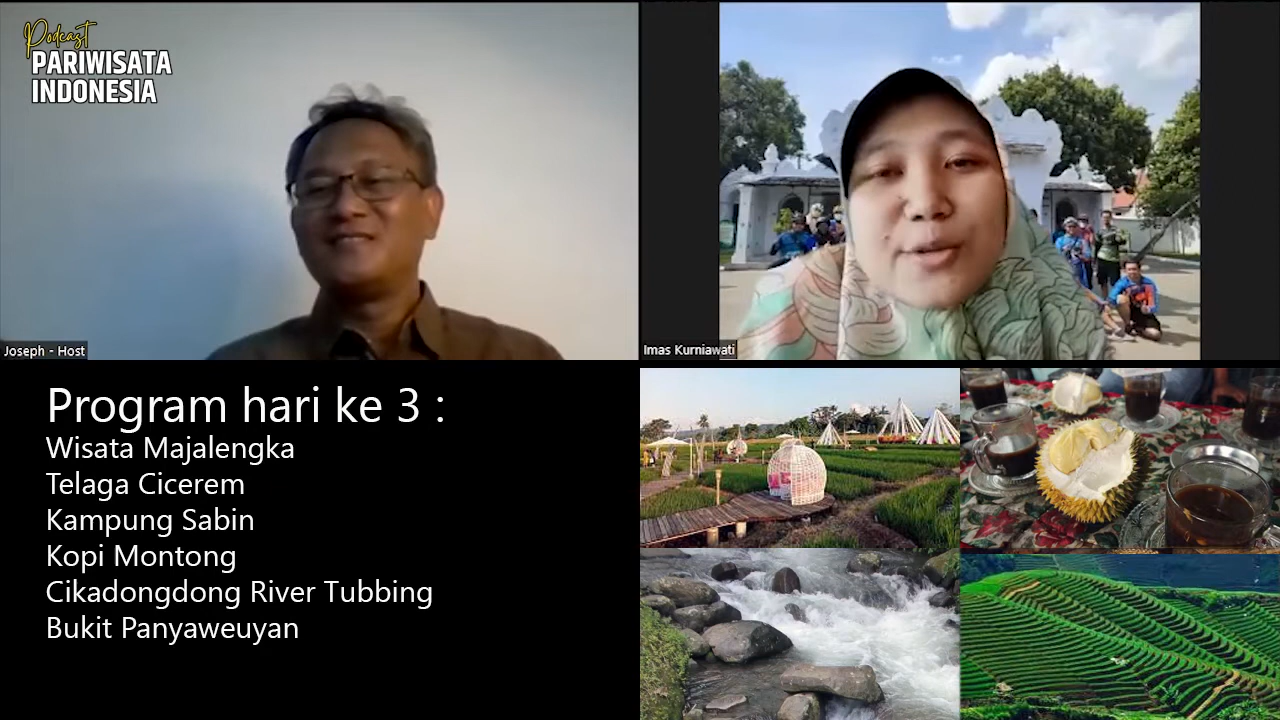 Podcast
PARIWISATA
INDONESIA
Joseph - Host
Imas Kurniawati
Program hari ke 3 :
Wisata Majalengka
Telaga Cicerem
Kampung Sabin
Kopi Montong
Cikadongdong River Tubbing
Bukit Panyaweuyan